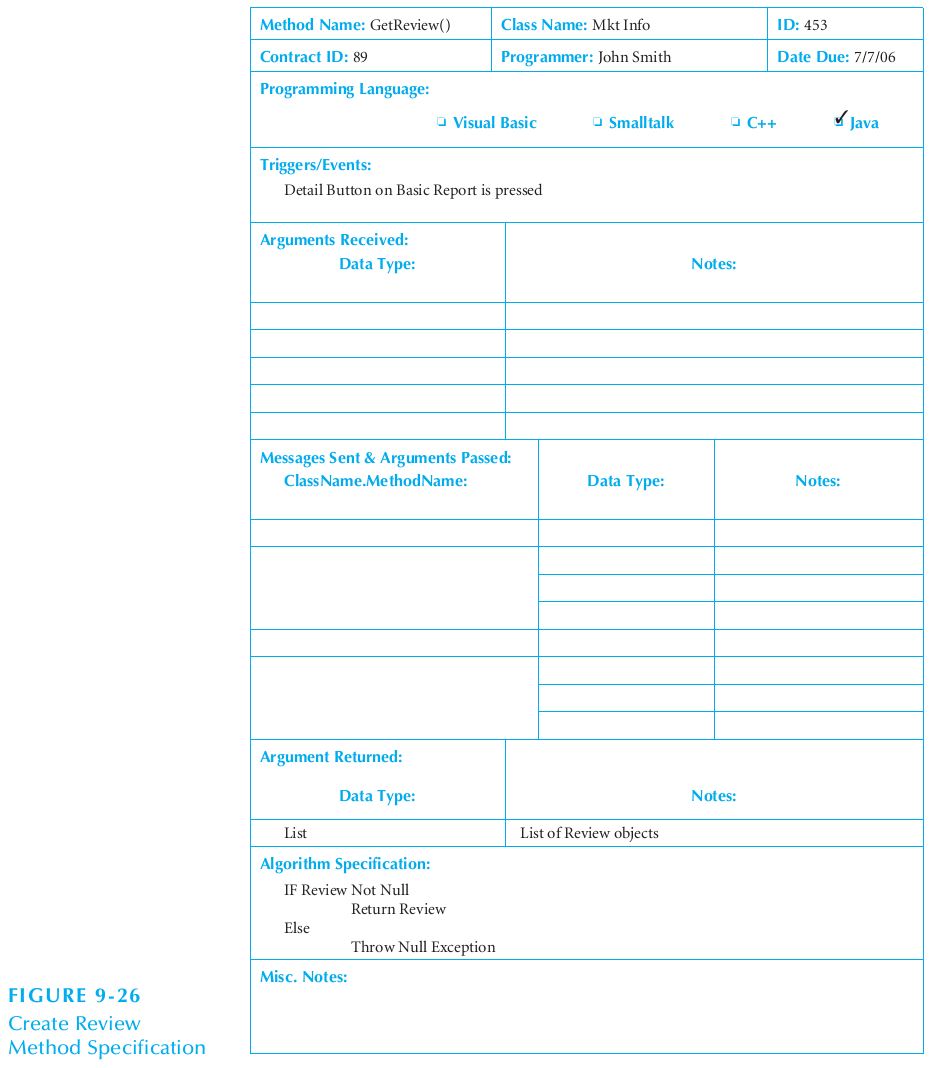 Method Name: GetReview() Class Name: Mkt Info ID: 453
Contract ID: 89 Programmer: John Smith Date Due: 7/7/06
Programming Language:
Visual Basic Smalltalk C++ Java
Triggers/Events:
Detail Button on Basic Report is pressed
Arguments Received:
Data Type: Notes:
Messages Sent & Arguments Passed:
ClassName.MethodName: Data Type: Notes:
Argument Returned:
Data Type: Notes:
List List of Review objects
Algorithm Specification:
IF Review Not Null
Return Review
Else
Throw Null Exception
Misc. Notes:
FIGURE 9-26
Create Review
Method Specification